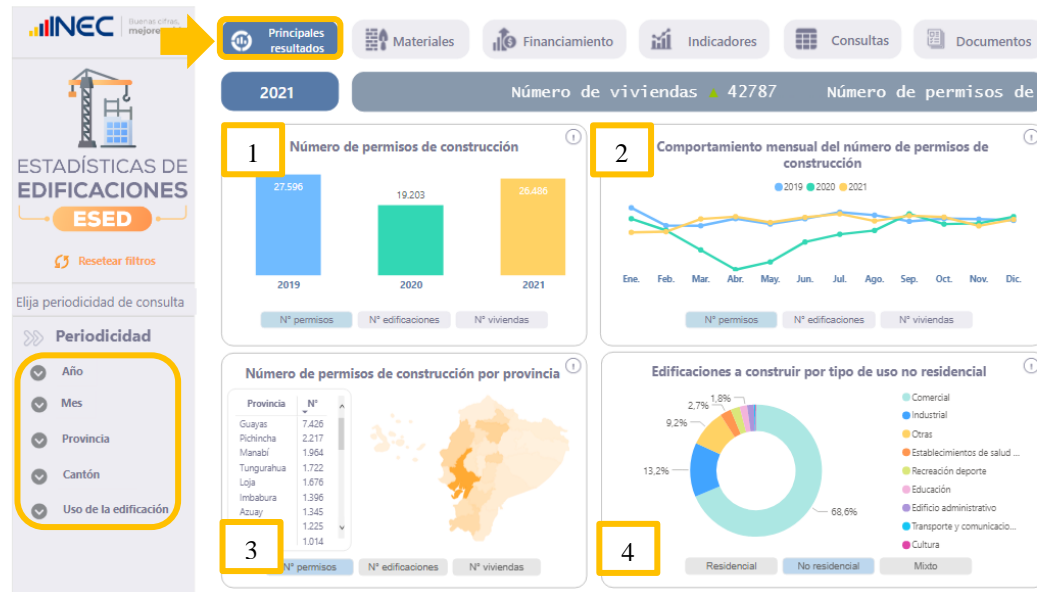 INEC
Buenas cifras,
Principales
resultados
Materiales
Financiamiento
Indicadores
Consultas
Documentos
2021
Número de viviendas ▲ 42787
Número de permisos de
ESTADÍSTICAS DE
EDIFICACIONES
ESED
Resetear filtros
Elija periodicidad de consulta
Periodicidad
Año
Mes
Provincia
Cantón
Uso de la edificación
1
Número de permisos de construcción
27.596
19.203
26.486
2019
2020
2021
N° permisos
N° edificaciones
N° viviendas
2
Comportamiento mensual del número de permisos de
construcción
2019 2020 2021
Ene. Feb. Mar. Abr. May. Jun. Jul. Ago. Sep. Oct. Nov. Dic.
N° permisos
N° edificaciones
N° viviendas
Número de permisos de construcción por provincia
Provincia N°
Guayas 7.426
Pichincha 2.217
Manabí 1.964
Tungurahua 1.722
Loja 1.676
Imbabura 1.396
Azuay 1.345
1.225
1.014
3
N° permisos
N° edificaciones
N° viviendas
Edificaciones a construir por tipo de uso no residencial
1,8%
2,7%
9,2%
13,2%
68,6%
Comercial
Industrial
Otras
Establecimientos de salud ...
Recreación deporte
Educación
Edificio administrativo
Transporte y comunicacio...
Cultura
4
Residencial
No residencial
Mixto